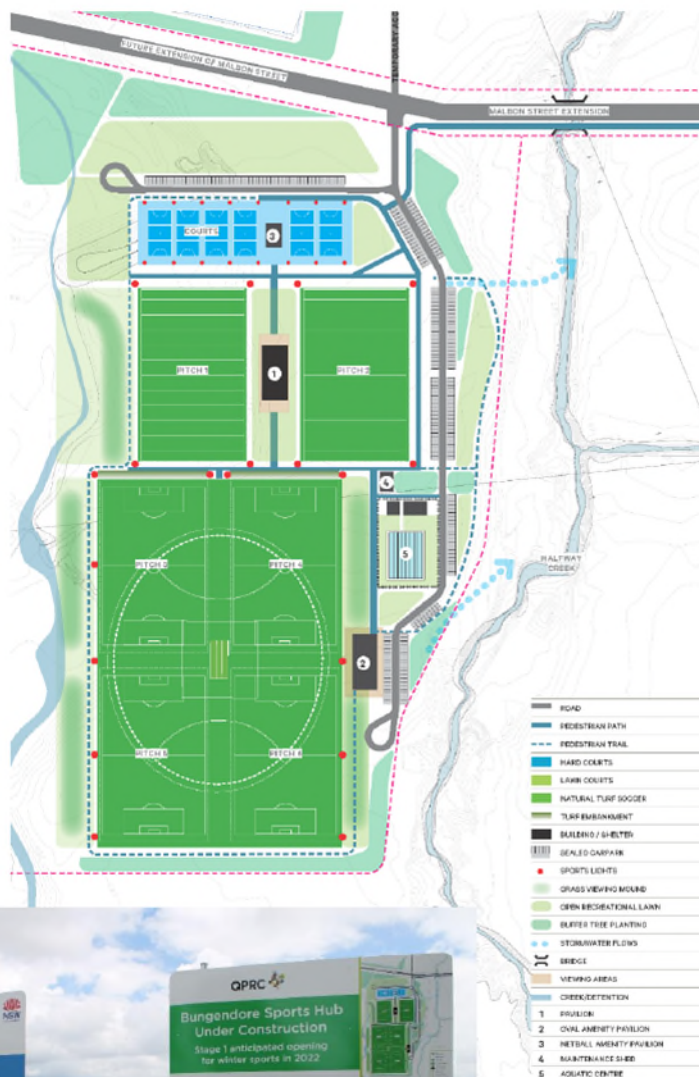 TEMPORARY ACC
FUTURE EXTENSION OF MALBON STREET
MALBON STREET EXTENSION
COURTS
3
PITCH 1
1
PITCH 2
4
5
PITCH 3
PITCH 4
HALFWAY
CREEK
2
PITCH 5
PITCH 6
ROAD
PEDESTRIAN PATH
PEDESTRIAN TRAIL
HARD COURTS
LAWN COURTS
NATURAL TURF SOCCER
TURF EMBANKMENT
BUILDING / SHELTER
SEALED CARPARK
SPORTS LIGHTS
GRASS VIEWING MOUND
OPEN RECREATIONAL LAWN
BUFFER TREE PLANTING
STORMWATER FLOWS
BRIDGE
VIEWING AREAS
CREEK/DETENTION
1 PAVILION
2 OVAL AMENITY PAVILION
3 NETBALL AMENITY PAVILION
4 MAINTENANCE SHED
5 AQUATIC CENTRE
NSW
QPRC
Bungendore Sports Hub
Under Construction
Stage 1 anticipated opening
for winter sports in 2022